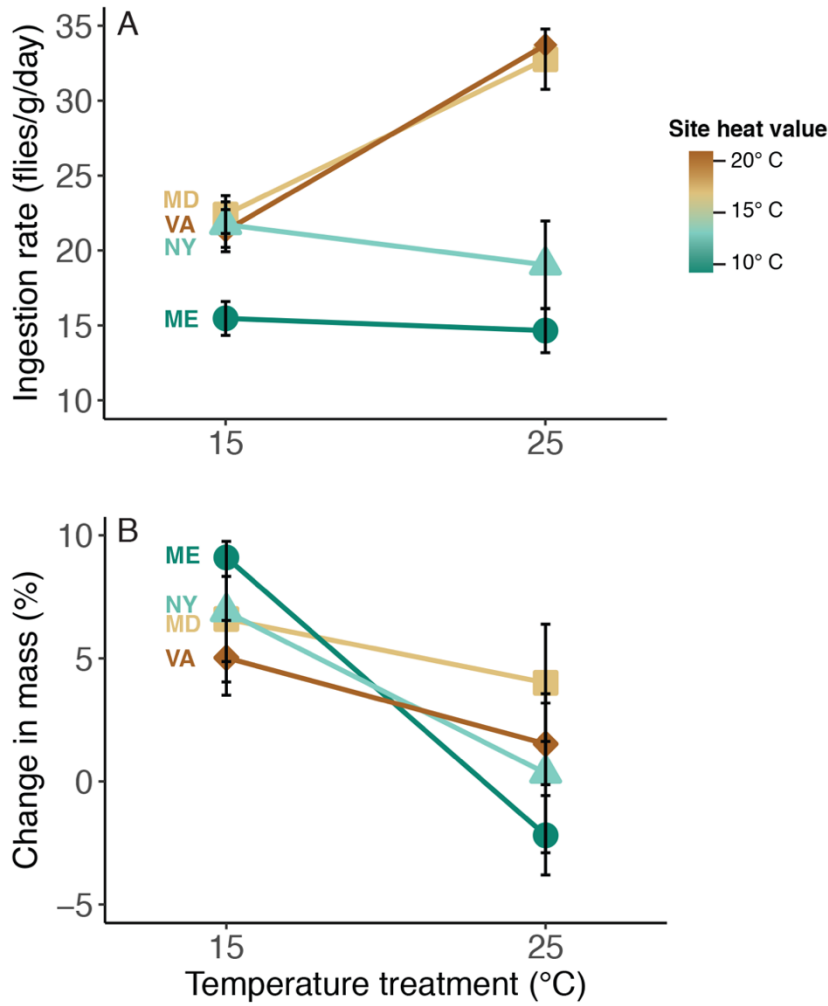 A
Ingestion rate (flies/g/day)
35
30
25
20
15
10
MD
VA
NY
ME
15
25
Site heat value
20° C
15° C
10° C
B
Change in mass (%)
10
5
0
−5
ME
NY
MD
VA
15
25
Temperature treatment (°C)